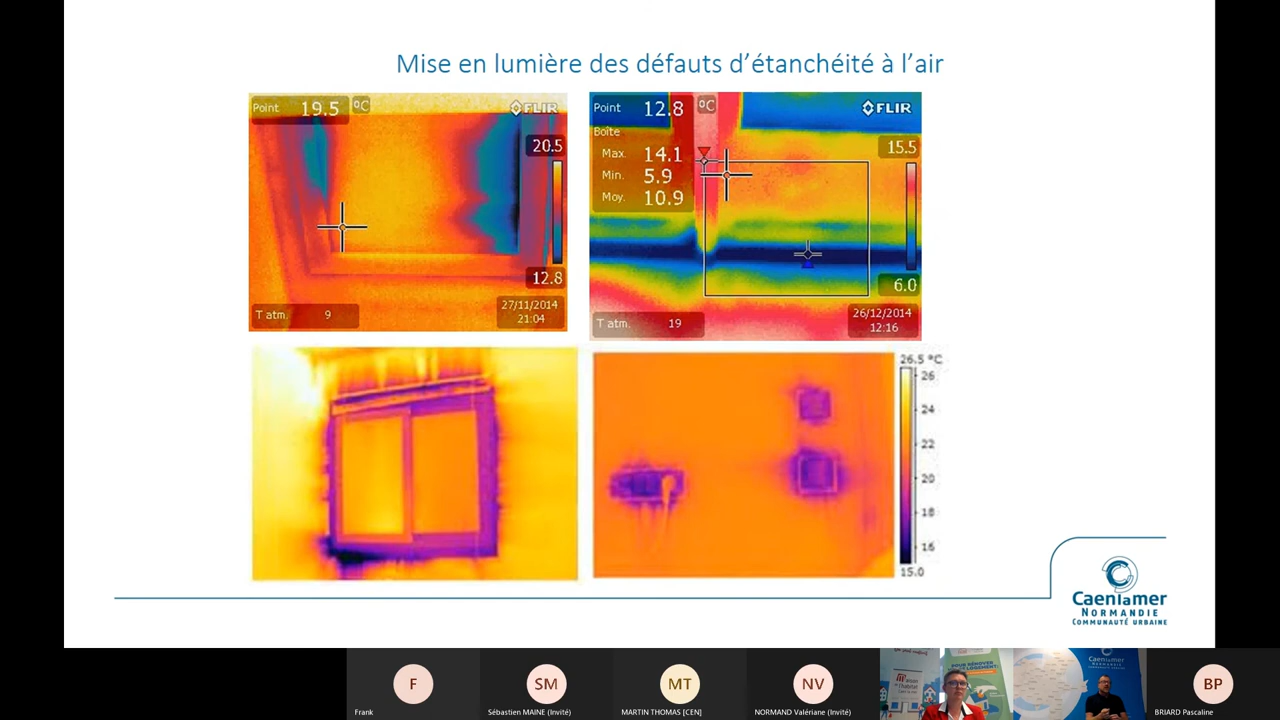 Mise en lumière des défauts d’étanchéité à l’air
Point 19.5 °C
FLIR
20.5
12.8
27/11/2014
21:04
T atm. 9
Point 12.8 °C
FLIR
Boîte
Max. 14.1
Min. 5.9
Moy. 10.9
15.5
6.0
26/12/2014
12:16
T atm. 19
26.5 °C
26
24
22
20
18
16
15.0
Caenlamer
NORMANDIE
COMMUNAUTÉ URBAINE
F
Frank
SM
Sébastien MAINE (Invité)
MT
MARTIN THOMAS [CEN]
NV
NORMAND Valériane (Invité)
POUR RÉNOVER
Caenlamer
BP
BRIARD Pascaline